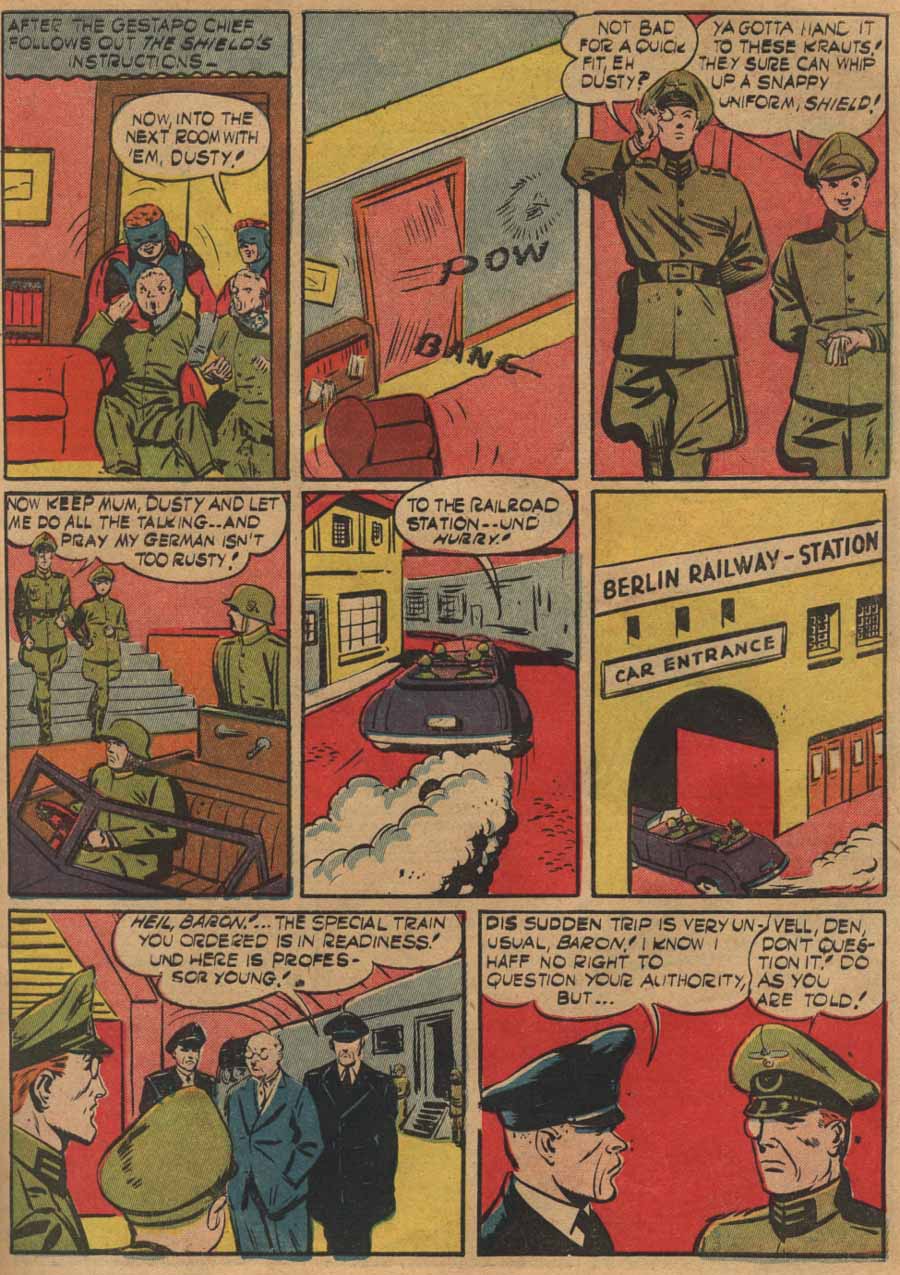 AFTER THE GESTAPO CHIEF
FOLLOWS OUT THE SHIELD'S
INSTRUCTIONS—
NOW, INTO THE
NEXT ROOM WITH
'EM, DUSTY!
POW
BANG
NOT BAD
FOR A QUICK
FIT, EH
DUSTY?
YA GOTTA HAND IT
TO THESE KRAUTS!
THEY SURE CAN WHIP
UP A SNAPPY
UNIFORM, SHIELD!
NOW KEEP MUM, DUSTY AND LET
ME DO ALL THE TALKING--AND
PRAY MY GERMAN ISN'T
TOO RUSTY!
TO THE RAILROAD
STATION--UND
HURRY!
BERLIN RAILWAY-STATION
CAR ENTRANCE
HEIL, BARON!... THE SPECIAL TRAIN
YOU ORDERED IS IN READINESS!
UND HERE IS PROFES-
SOR YOUNG!
DIS SUDDEN TRIP IS VERY UN-
USUAL, BARON! I KNOW I
HAFF NO RIGHT TO
QUESTION YOUR AUTHORITY,
BUT...
VELL, DEN,
DON'T QUES-
TION IT! DO
AS YOU
ARE TOLD!